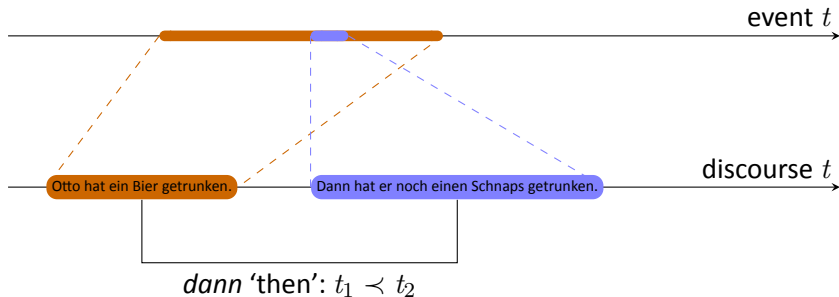 event t
Otto hat ein Bier getrunken.
Dann hat er noch einen Schnaps getrunken.
discourse t
dann ‘then’: t₁ ≺ t₂